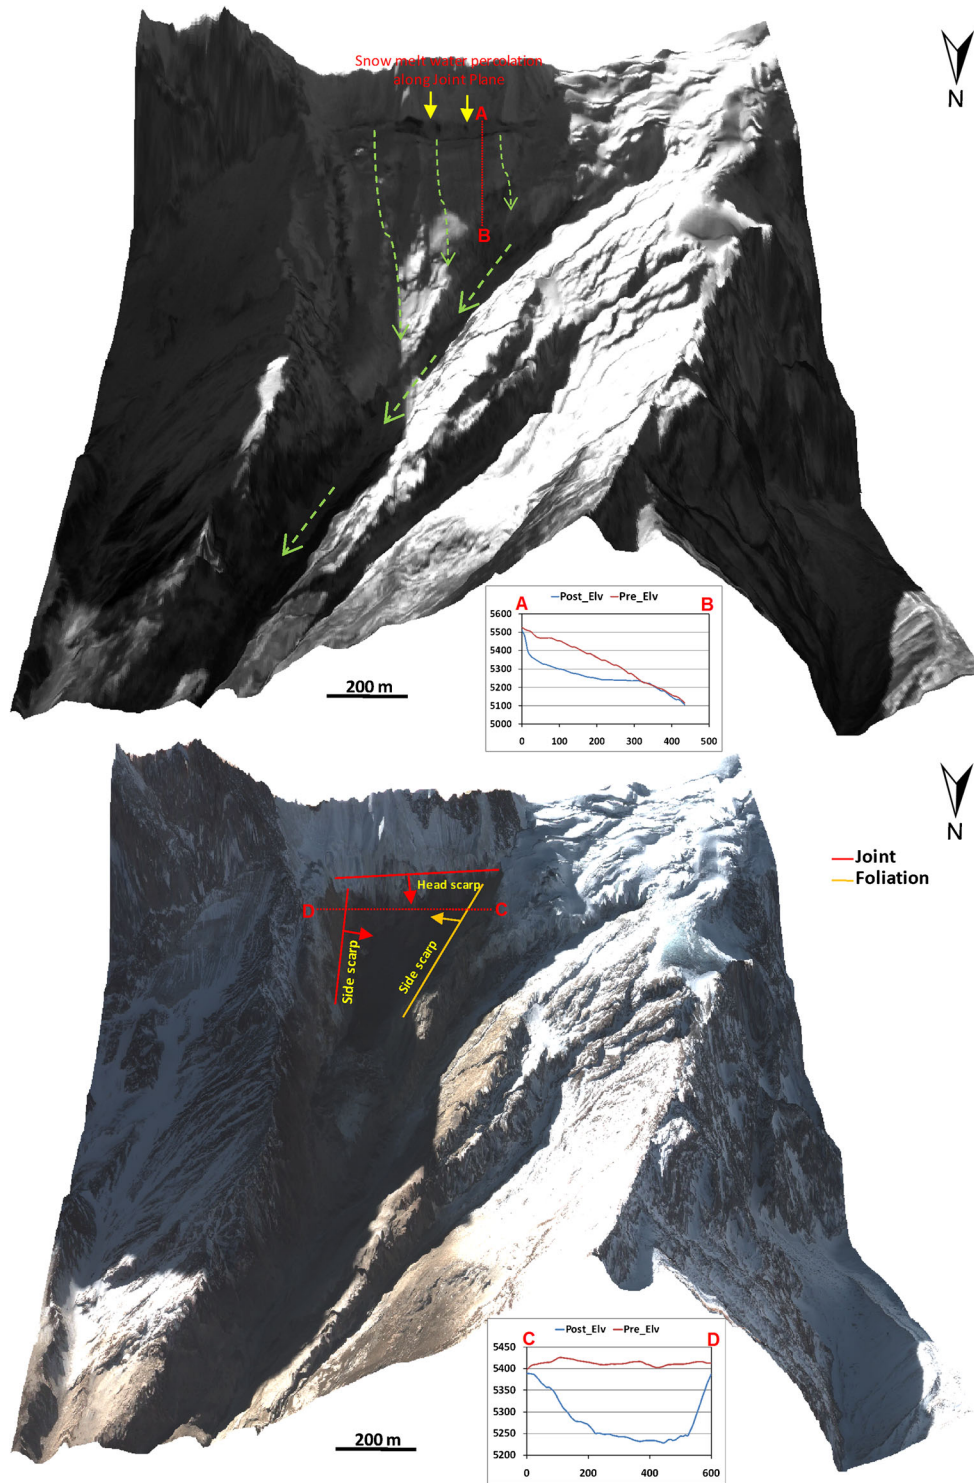 Snow melt water percolation
along Joint Plane
N
A
B
Post_Elv Pre_Elv
A B
5600
5500
5400
5300
5200
5100
5000
0 100 200 300 400 500
200 m
N
Joint
Foliation
Head scarp
D C
Side scarp
Side scarp
Post_Elv Pre_Elv
C D
5450
5400
5350
5300
5250
5200
0 200 400 600
200 m